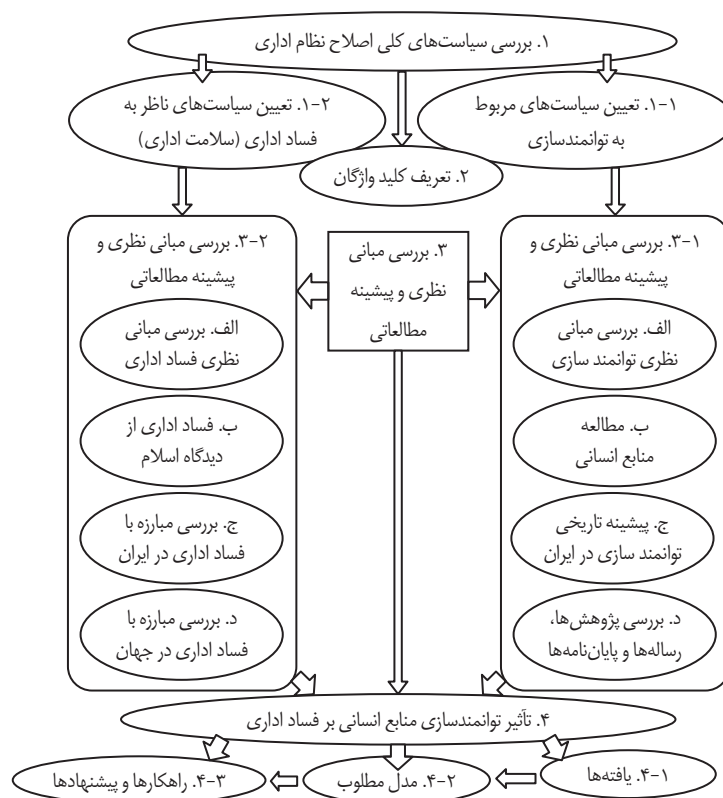 ۱. بررسی سیاست‌های کلی اصلاح نظام اداری
۱-۱. تعیین سیاست‌های مربوط
به توانمندسازی
۱-۲. تعیین سیاست‌های ناظر به
فساد اداری (سلامت اداری)
۲. تعریف کلید واژگان
۳. بررسی مبانی
نظری و پیشینه
مطالعاتی
۳-۱. بررسی مبانی نظری و
پیشینه مطالعاتی
الف. بررسی مبانی
نظری توانمند سازی
ب. مطالعه
منابع انسانی
ج. پیشینه تاریخی
توانمند سازی در ایران
د. بررسی پژوهش‌ها،
رساله‌ها و پایان‌نامه‌ها
۳-۲. بررسی مبانی نظری و
پیشینه مطالعاتی
الف. بررسی مبانی
نظری فساد اداری
ب. فساد اداری از
دیدگاه اسلام
ج. بررسی مبارزه با
فساد اداری در ایران
د. بررسی مبارزه با
فساد اداری در جهان
۴. تأثیر توانمندسازی منابع انسانی بر فساد اداری
۴-۱. یافته‌ها
۴-۲. مدل مطلوب
۴-۳. راهکارها و پیشنهادها